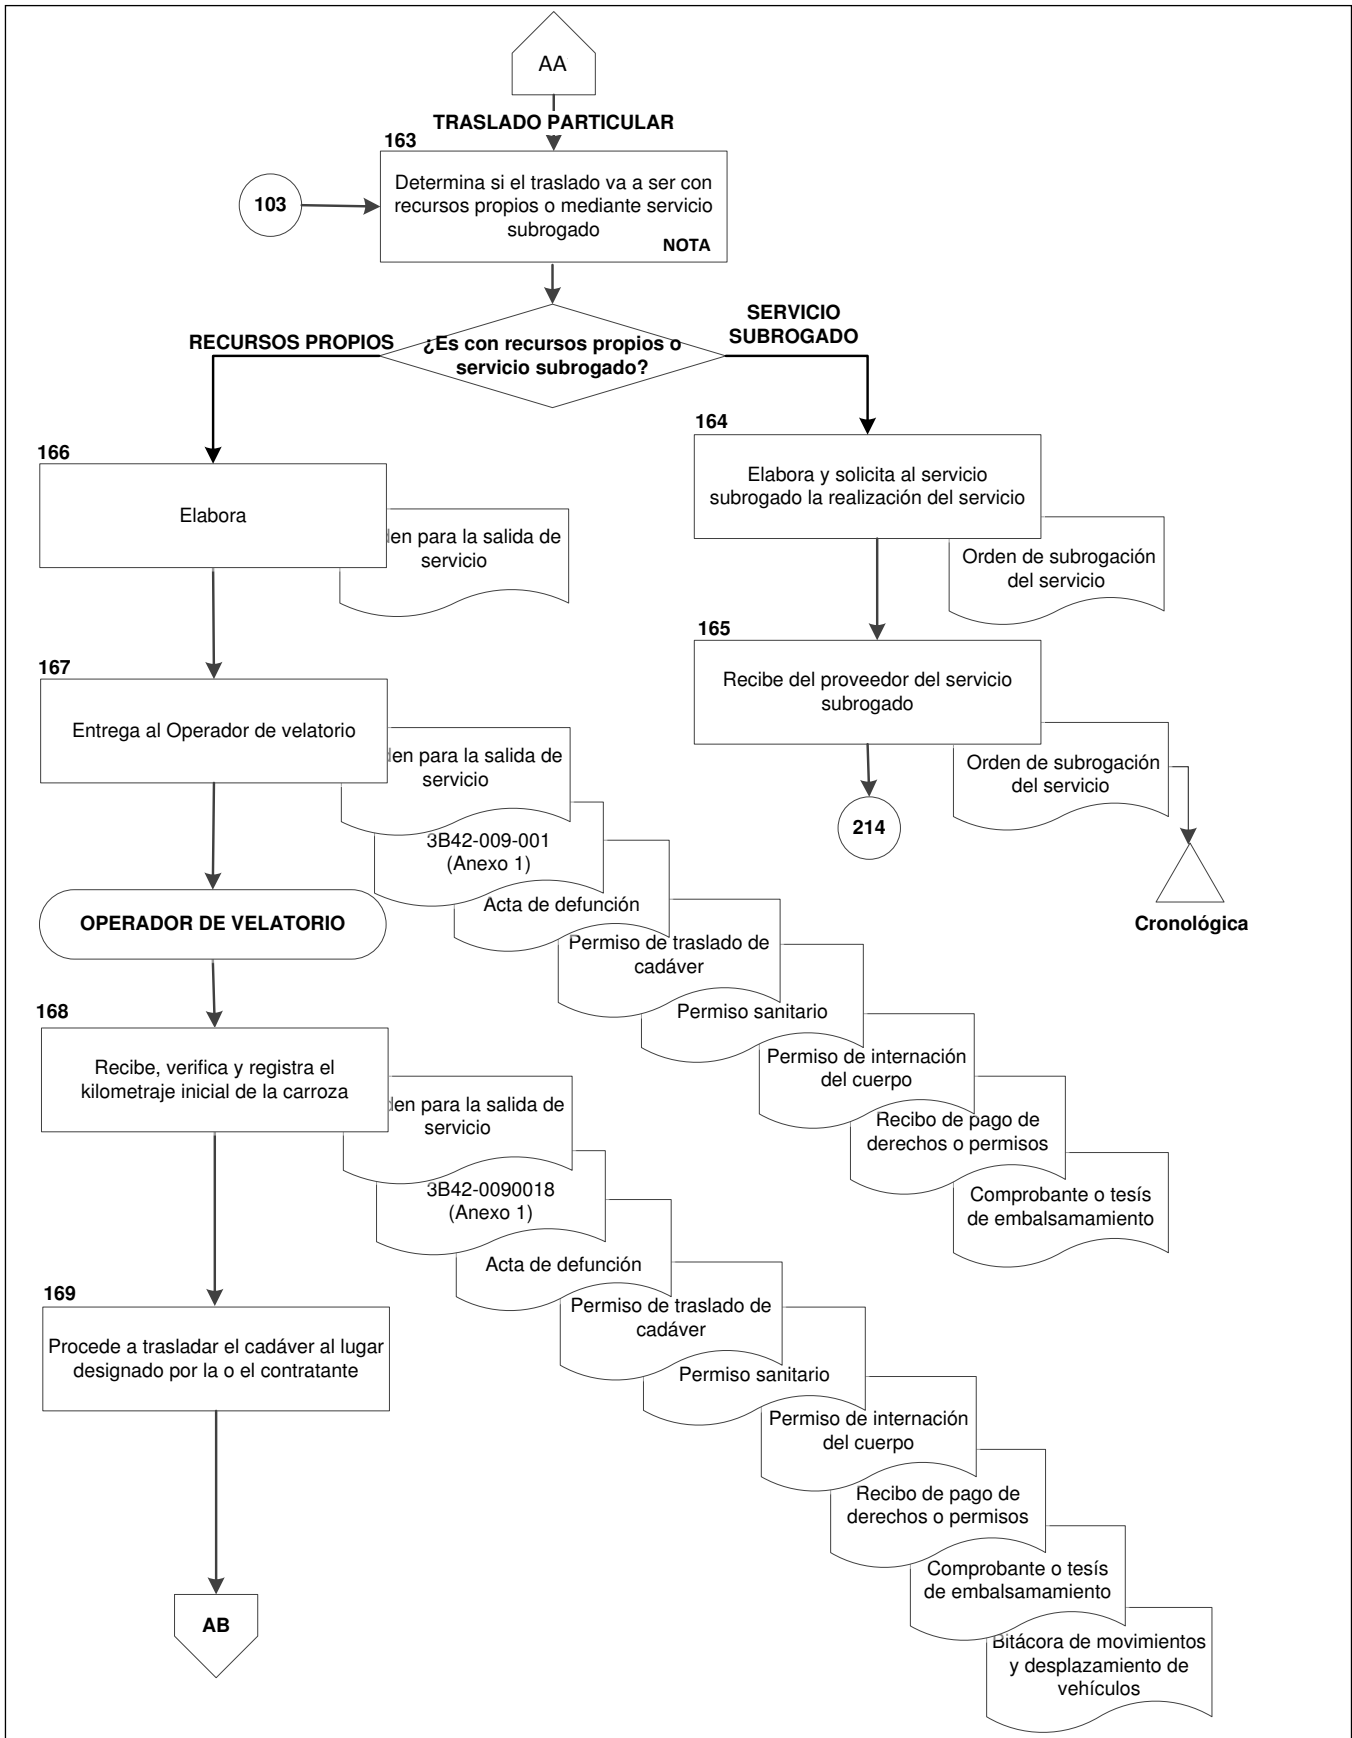 AA
TRASLADO PARTICULAR
163
Determina si el traslado va a ser con
recursos propios o mediante servicio
subrogado
NOTA
103
¿Es con recursos propios o
servicio subrogado?
RECURSOS PROPIOS
SERVICIO
SUBROGADO
166
Elabora
den para la salida de
servicio
164
Elabora y solicita al servicio
subrogado la realización del servicio
Orden de subrogación
del servicio
167
Entrega al Operador de velatorio
den para la salida de
servicio
3B42-009-001
(Anexo 1)
Acta de defunción
Permiso de traslado de
cadáver
Permiso sanitario
Permiso de internación
del cuerpo
Recibo de pago de
derechos o permisos
Comprobante o tesís
de embalsamamiento
165
Recibe del proveedor del servicio
subrogado
Orden de subrogación
del servicio
214
Cronológica
OPERADOR DE VELATORIO
168
Recibe, verifica y registra el
kilometraje inicial de la carroza
den para la salida de
servicio
3B42-0090018
(Anexo 1)
Acta de defunción
Permiso de traslado de
cadáver
Permiso sanitario
Permiso de internación
del cuerpo
Recibo de pago de
derechos o permisos
Comprobante o tesís
de embalsamamiento
Bitácora de movimientos
y desplazamiento de
vehículos
169
Procede a trasladar el cadáver al lugar
designado por la o el contratante
AB